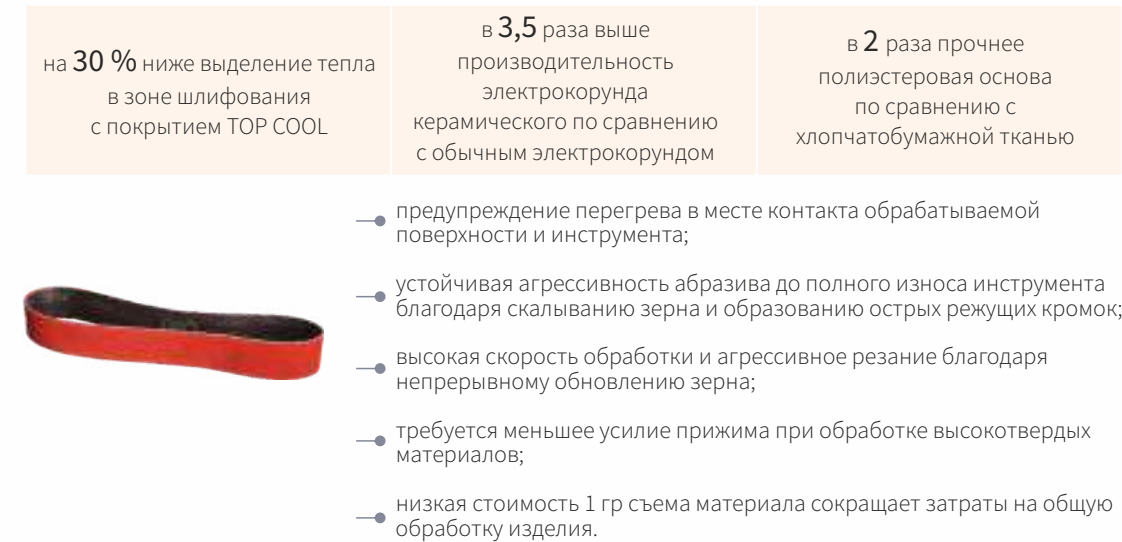 на 30 % ниже выделение тепла
в зоне шлифования
с покрытием TOP COOL
в 3,5 раза выше
производительность
электрокорунда
керамического по сравнению
с обычным электрокорундом
в 2 раза прочнее
полиэстеровая основа
по сравнению с
хлопчатобумажной тканью
предупреждение перегрева в месте контакта обрабатываемой
поверхности и инструмента;
устойчивая агрессивность абразива до полного износа инструмента
благодаря скалыванию зерна и образованию острых режущих кромок;
высокая скорость обработки и агрессивное резание благодаря
непрерывному обновлению зерна;
требуется меньшее усилие прижима при обработке высокотвердых
материалов;
низкая стоимость 1 гр съема материала сокращает затраты на общую
обработку изделия.